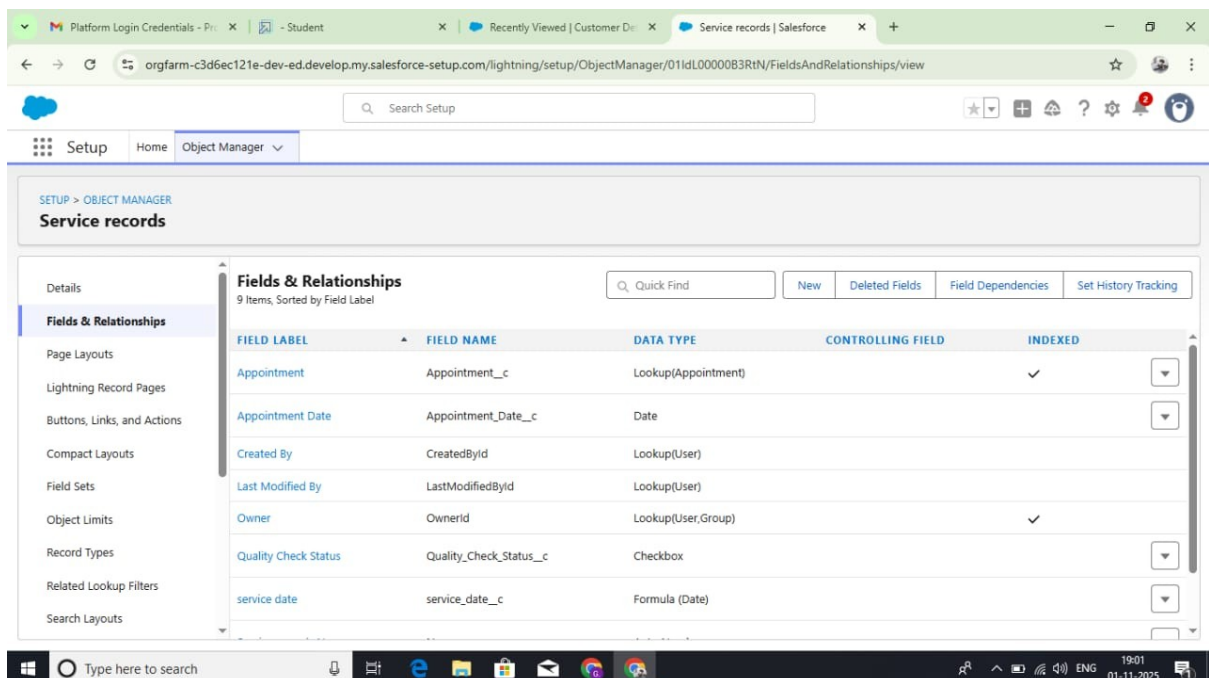 Platform Login Credentials - Pro
- Student
Recently Viewed | Customer De
Service records | Salesforce
orgfarm-c3d6ec121e-dev-ed.develop.my.salesforce-setup.com/lightning/setup/ObjectManager/01IdL00000B3RtN/FieldsAndRelationships/view
Search Setup
2
Setup
Home
Object Manager
SETUP > OBJECT MANAGER
Service records
Details
Fields & Relationships
Page Layouts
Lightning Record Pages
Buttons, Links, and Actions
Compact Layouts
Field Sets
Object Limits
Record Types
Related Lookup Filters
Search Layouts
Fields & Relationships
9 Items, Sorted by Field Label
Quick Find
New
Deleted Fields
Field Dependencies
Set History Tracking
FIELD LABEL FIELD NAME DATA TYPE CONTROLLING FIELD INDEXED
Appointment Appointment__c Lookup(Appointment)
Appointment Date Appointment_Date__c Date
Created By CreatedById Lookup(User)
Last Modified By LastModifiedById Lookup(User)
Owner OwnerId Lookup(User,Group)
Quality Check Status Quality_Check_Status__c Checkbox
service date service_date__c Formula (Date)
Type here to search
ENG
19:01
01-11-2025
1